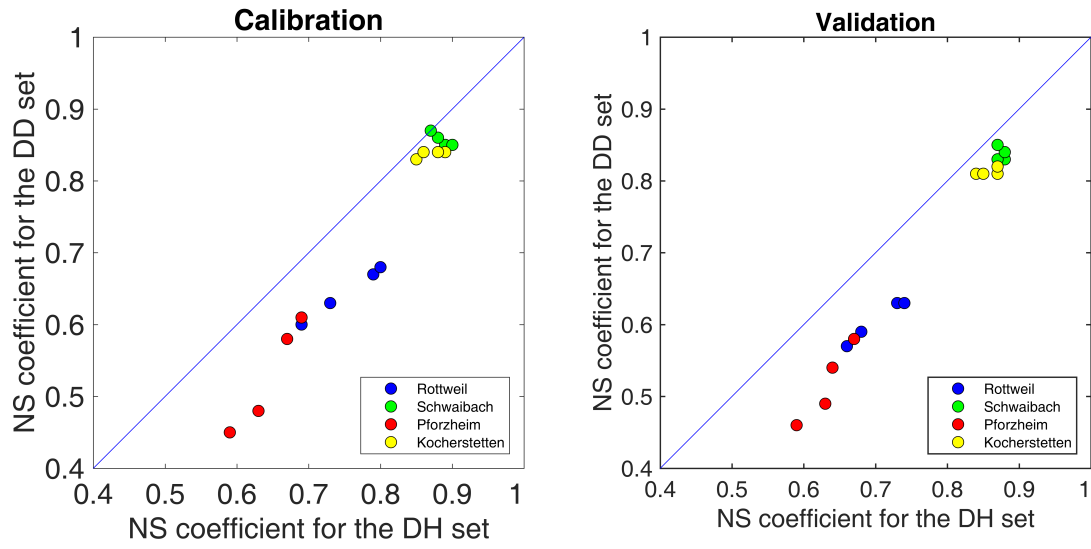 Calibration
NS coefficient for the DD set
1
0.9
0.8
0.7
0.6
0.5
0.4
0.4 0.5 0.6 0.7 0.8 0.9 1
NS coefficient for the DH set
Rottweil
Schwaibach
Pforzheim
Kocherstetten
Validation
NS coefficient for the DD set
1
0.9
0.8
0.7
0.6
0.5
0.4
0.4 0.5 0.6 0.7 0.8 0.9 1
NS coefficient for the DH set
Rottweil
Schwaibach
Pforzheim
Kocherstetten